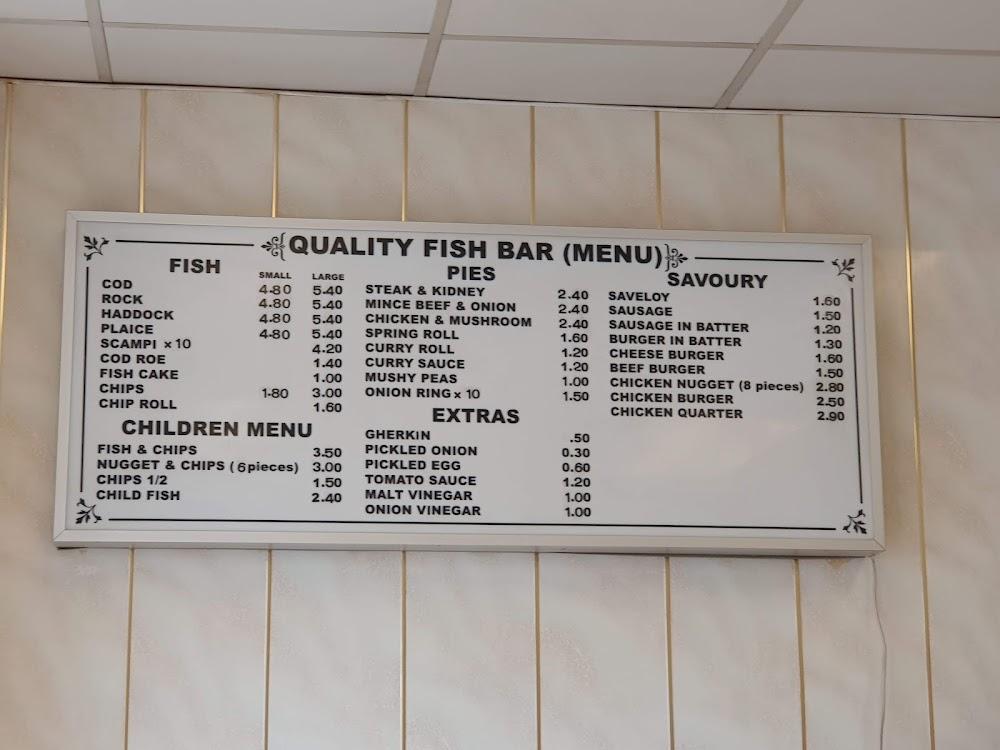 QUALITY FISH BAR (MENU)
FISH
SMALL LARGE
COD 4.80 5.40
ROCK 4.80 5.40
HADDOCK 4.80 5.40
PLAICE 4.80 5.40
SCAMPI x 10 4.20
COD ROE 1.40
FISH CAKE 1.00
CHIPS 1.80 3.00
CHIP ROLL 1.60
CHILDREN MENU
FISH & CHIPS 3.50
NUGGET & CHIPS (6 pieces) 3.00
CHIPS 1/2 1.50
CHILD FISH 2.40
PIES
STEAK & KIDNEY 2.40
MINCE BEEF & ONION 2.40
CHICKEN & MUSHROOM 2.40
SPRING ROLL 1.60
CURRY ROLL 1.20
CURRY SAUCE 1.20
MUSHY PEAS 1.00
ONION RING x 10 1.50
EXTRAS
GHERKIN .50
PICKLED ONION 0.30
PICKLED EGG 0.60
TOMATO SAUCE 1.20
MALT VINEGAR 1.00
ONION VINEGAR 1.00
SAVOURY
SAVELOY 1.60
SAUSAGE 1.50
SAUSAGE IN BATTER 1.20
BURGER IN BATTER 1.30
CHEESE BURGER 1.60
BEEF BURGER 1.50
CHICKEN NUGGET (8 pieces) 2.80
CHICKEN BURGER 2.50
CHICKEN QUARTER 2.90